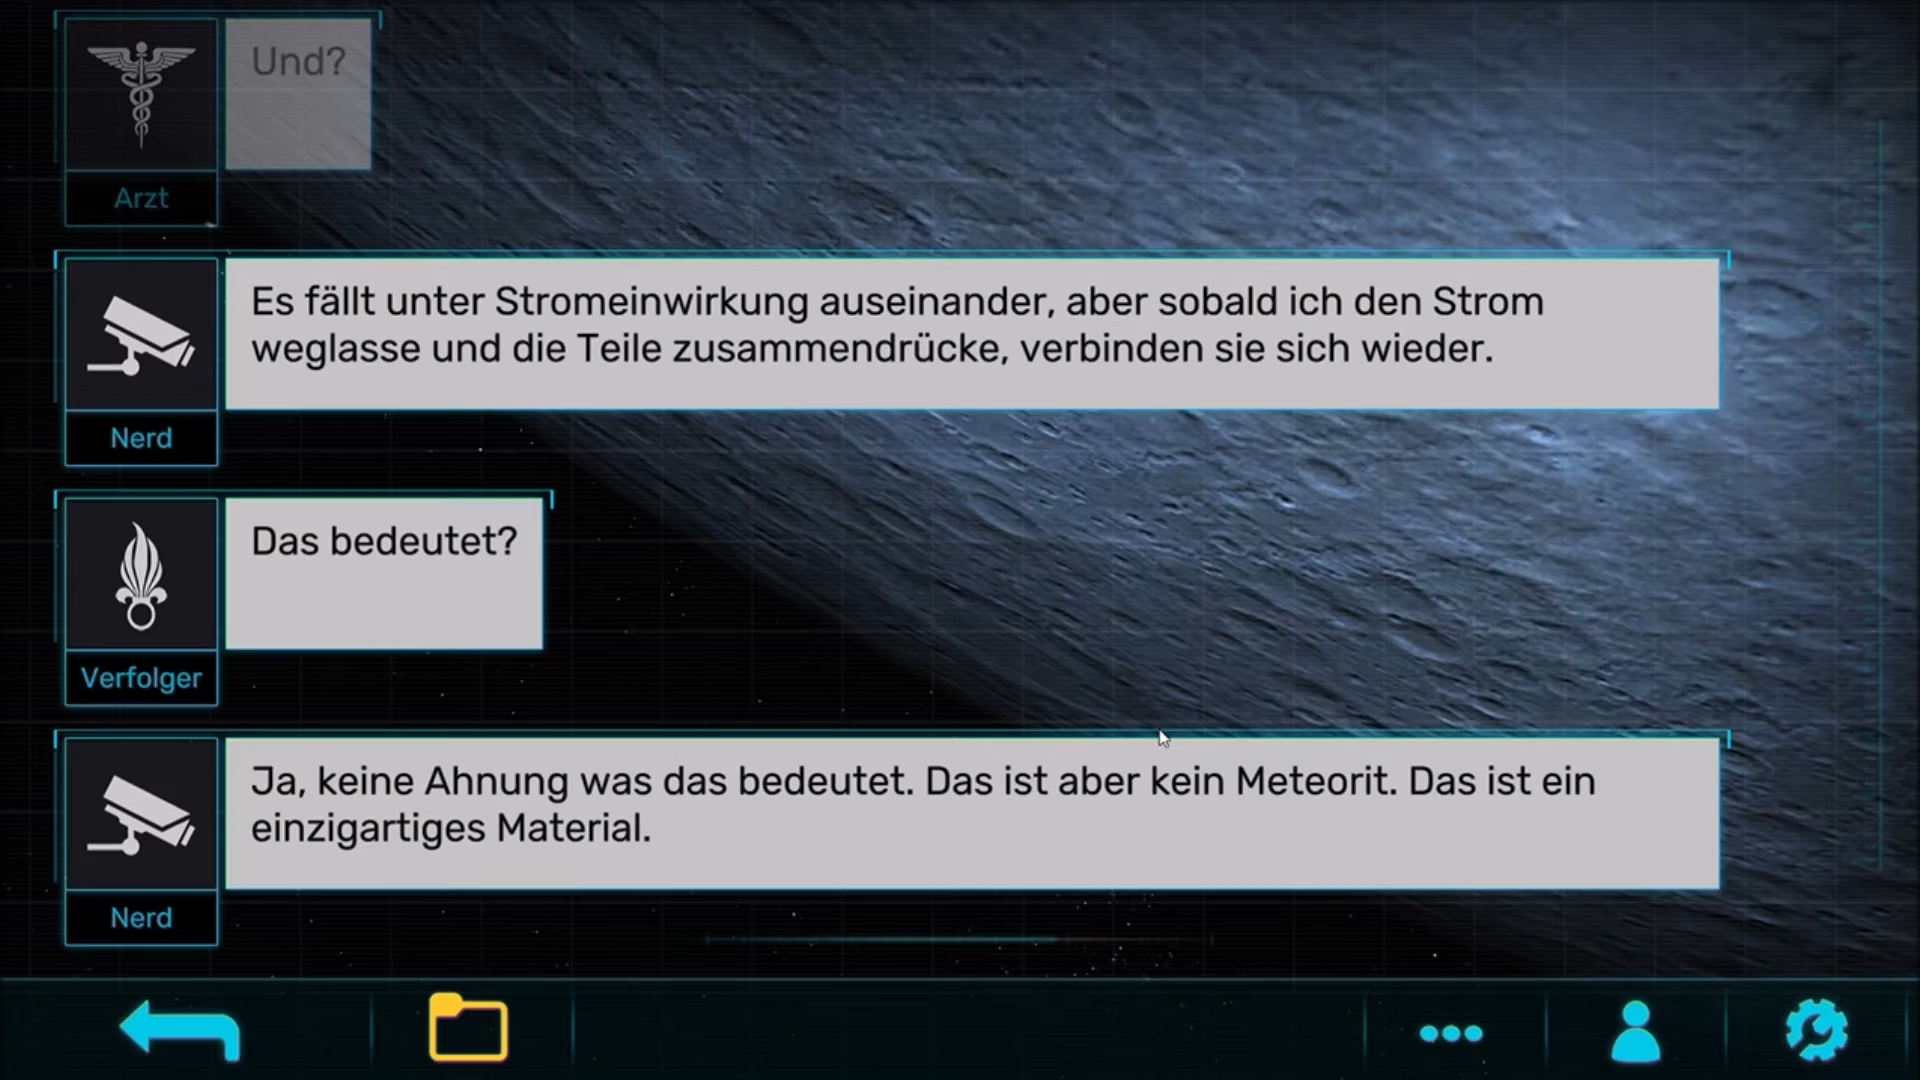 Und?
Arzt
Es fällt unter Stromeinwirkung auseinander, aber sobald ich den Strom
weglasse und die Teile zusammendrücke, verbinden sie sich wieder.
Nerd
Das bedeutet?
Verfolger
Ja, keine Ahnung was das bedeutet. Das ist aber kein Meteorit. Das ist ein
einzigartiges Material.
Nerd